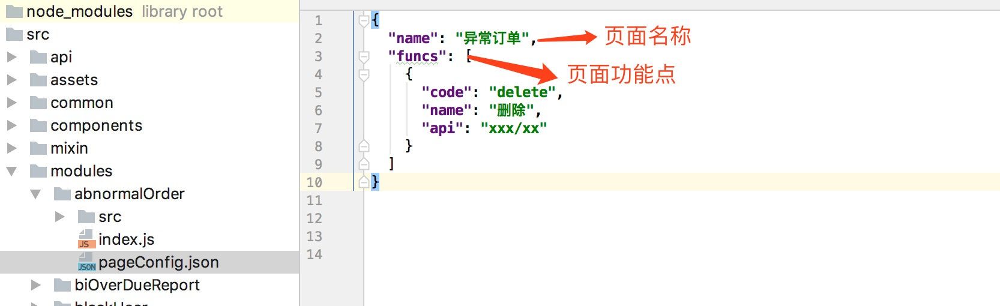 node_modules library root
src
api
assets
common
components
mixin
modules
abnormalOrder
src
JS index.js
JSON pageConfig.json
biOverDueReport
1 {
2 "name": "异常订单", 页面名称
3 "funcs": [ 页面功能点
4 {
5 "code": "delete",
6 "name": "删除",
7 "api": "xxx/xx"
8 }
9 ]
10 }
11
12
13
14